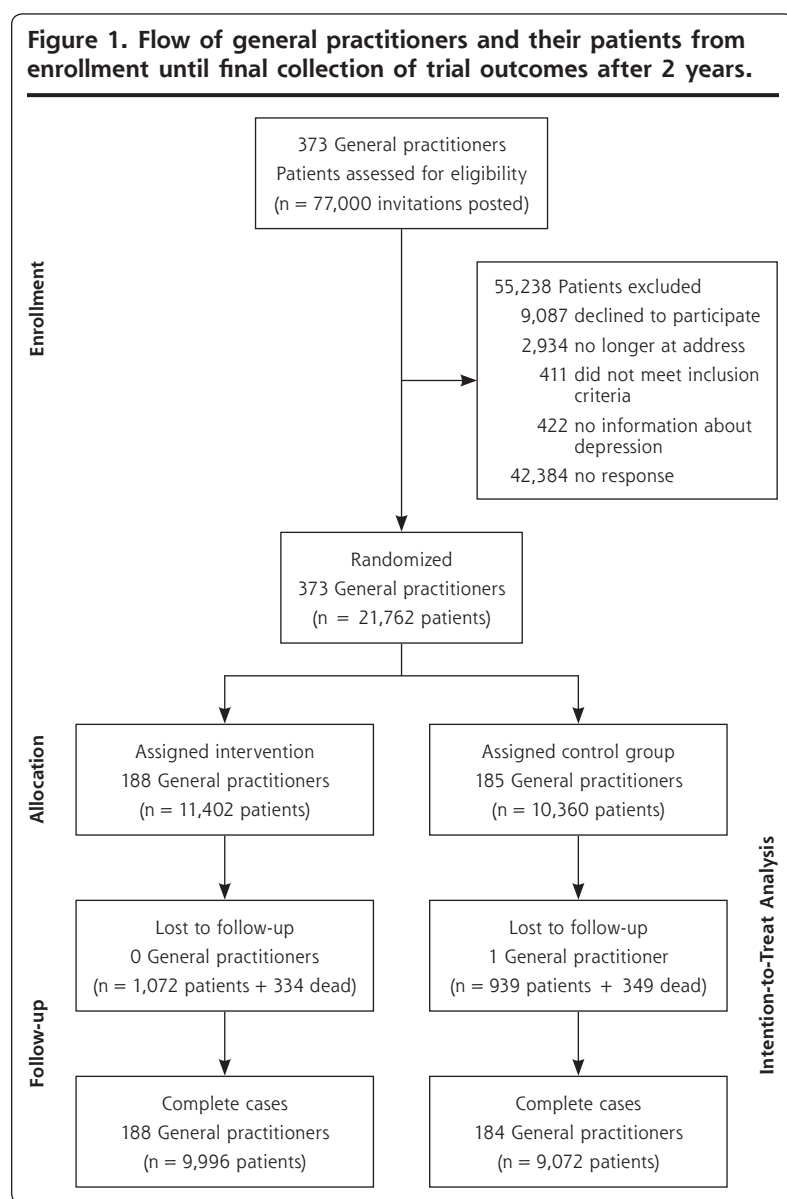 Figure 1. Flow of general practitioners and their patients from
enrollment until final collection of trial outcomes after 2 years.
373 General practitioners
Patients assessed for eligibility
(n = 77,000 invitations posted)
Enrollment
55,238 Patients excluded
9,087 declined to participate
2,934 no longer at address
411 did not meet inclusion
criteria
422 no information about
depression
42,384 no response
Randomized
373 General practitioners
(n = 21,762 patients)
Allocation
Assigned intervention
188 General practitioners
(n = 11,402 patients)
Assigned control group
185 General practitioners
(n = 10,360 patients)
Follow-up
Lost to follow-up
0 General practitioners
(n = 1,072 patients + 334 dead)
Lost to follow-up
1 General practitioner
(n = 939 patients + 349 dead)
Intention-to-Treat Analysis
Complete cases
188 General practitioners
(n = 9,996 patients)
Complete cases
184 General practitioners
(n = 9,072 patients)